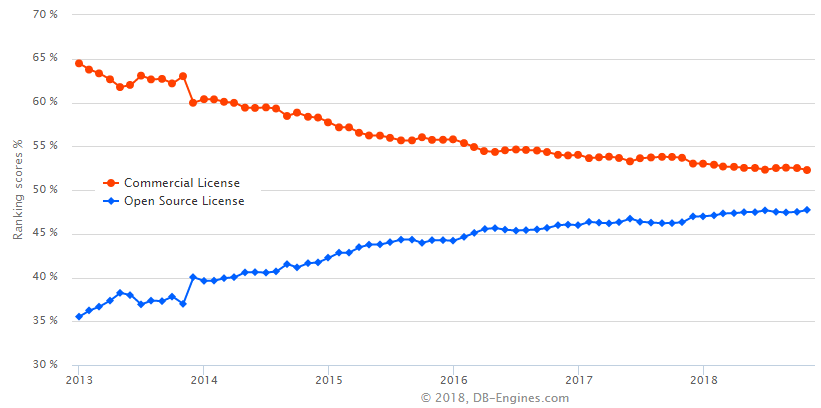 70 %
65 %
60 %
55 %
50 %
45 %
40 %
35 %
30 %
Ranking scores %
Commercial License
Open Source License
2013 2014 2015 2016 2017 2018
© 2018, DB-Engines.com